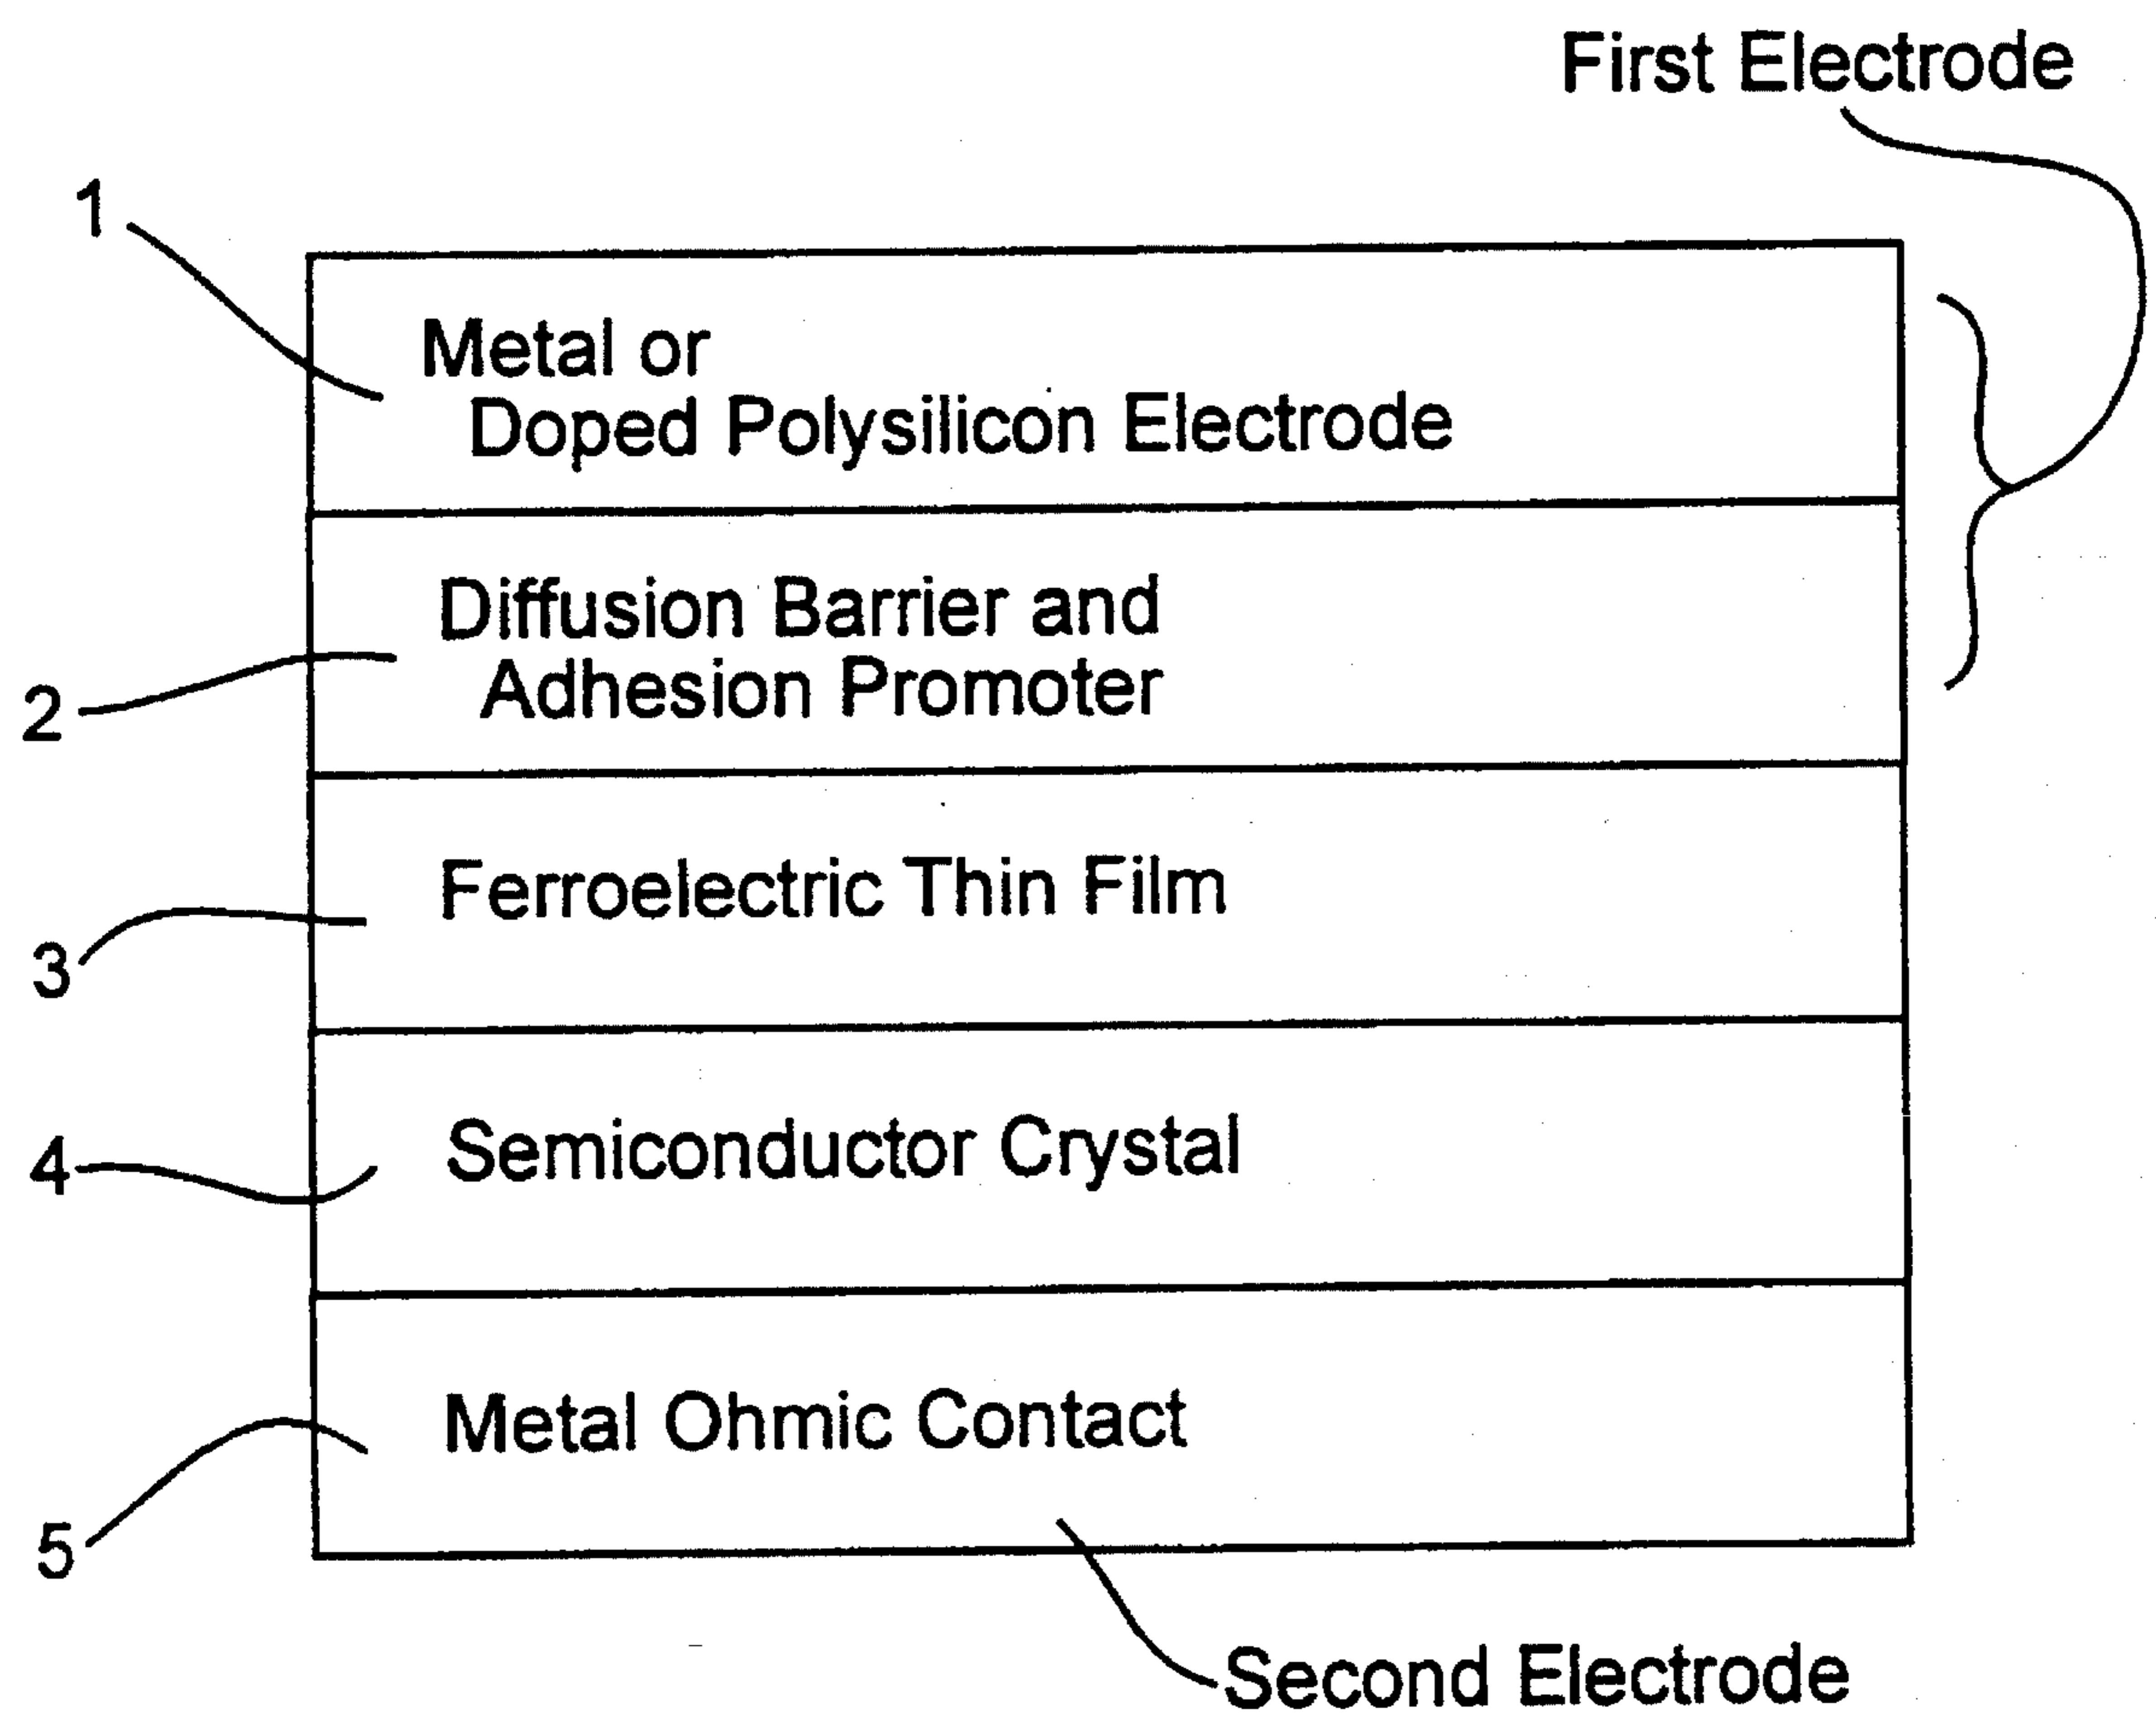 First Electrode
1
Metal or
Doped Polysilicon Electrode
2
Diffusion Barrier and
Adhesion Promoter
3
Ferroelectric Thin Film
4
Semiconductor Crystal
5
Metal Ohmic Contact
Second Electrode